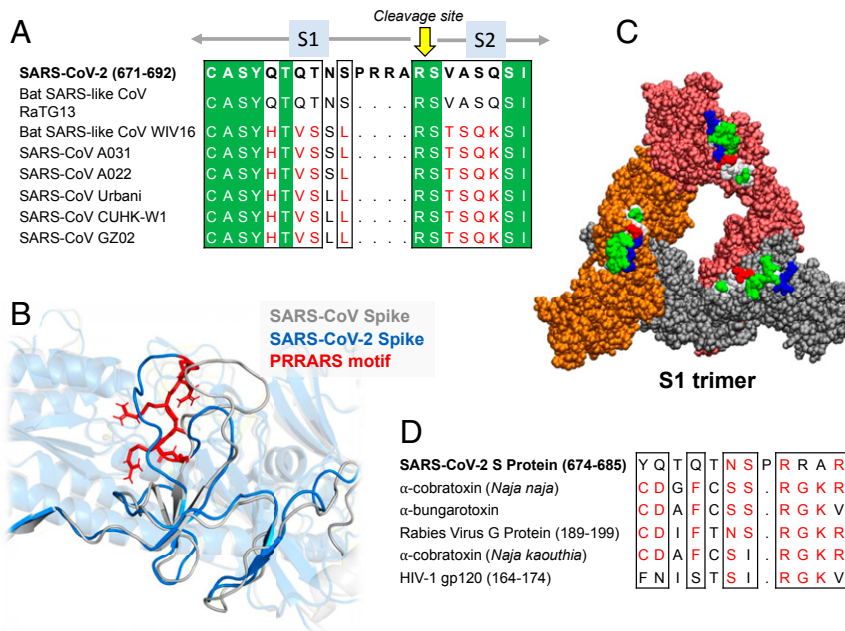 A
Cleavage site
S1 S2
SARS-CoV-2 (671-692) C A S Y Q T Q T N S P R R A R S V A S Q S I
Bat SARS-like CoV
RaTG13 C A S Y Q T Q T N S . . . . R S V A S Q S I
Bat SARS-like CoV WIV16 C A S Y H T V S S L . . . . R S T S Q K S I
SARS-CoV A031 C A S Y H T V S S L . . . . R S T S Q K S I
SARS-CoV A022 C A S Y H T V S S L . . . . R S T S Q K S I
SARS-CoV Urbani C A S Y H T V S L L . . . . R S T S Q K S I
SARS-CoV CUHK-W1 C A S Y H T V S L L . . . . R S T S Q K S I
SARS-CoV GZ02 C A S Y H T V S L L . . . . R S T S Q K S I
B
SARS-CoV Spike
SARS-CoV-2 Spike
PRRARS motif
C
S1 trimer
D
SARS-CoV-2 S Protein (674-685) Y Q T Q T N S P R R A R
α-cobratoxin (Naja naja) C D G F C S S . R G K R
α-bungarotoxin C D A F C S S . R G K V
Rabies Virus G Protein (189-199) C D I F T N S . R G K R
α-cobratoxin (Naja kaouthia) C D A F C S I . R G K R
HIV-1 gp120 (164-174) F N I S T S I . R G K V